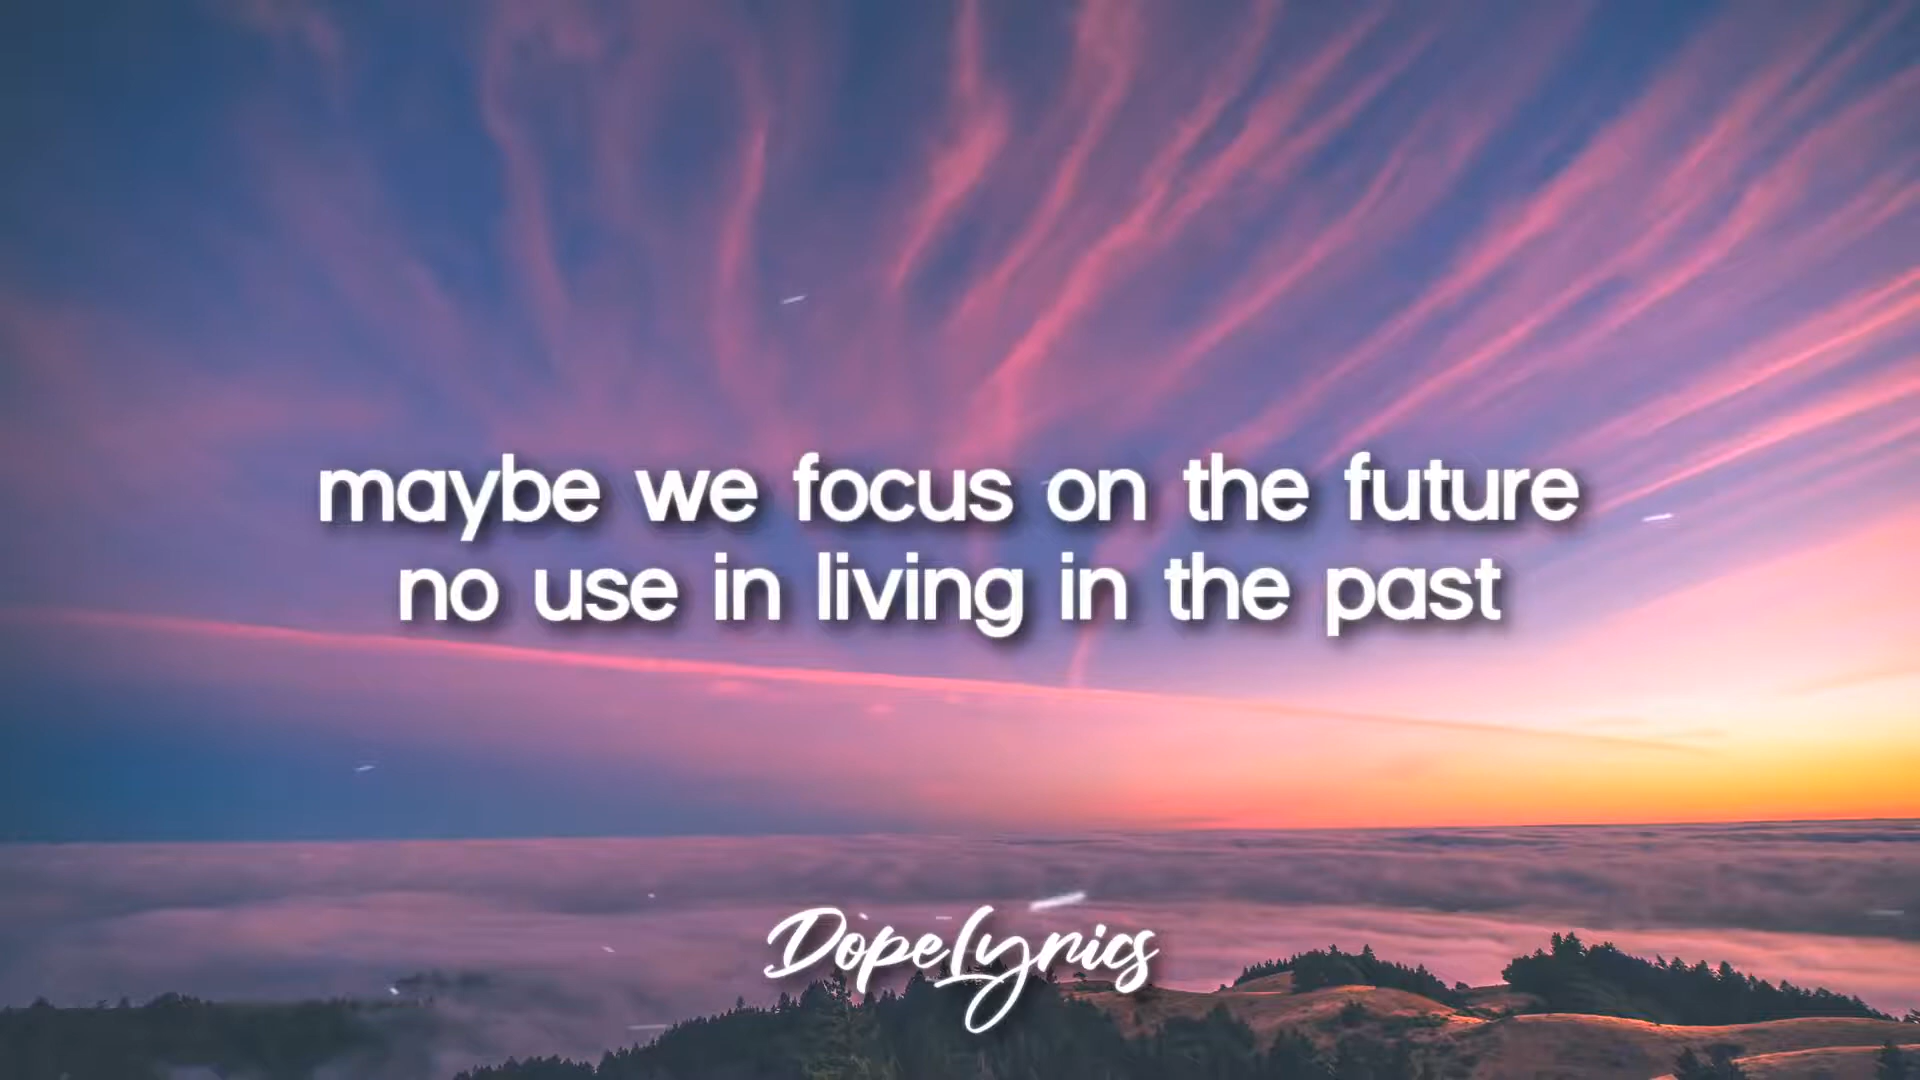 maybe we focus on the future
no use in living in the past
DopeLyrics